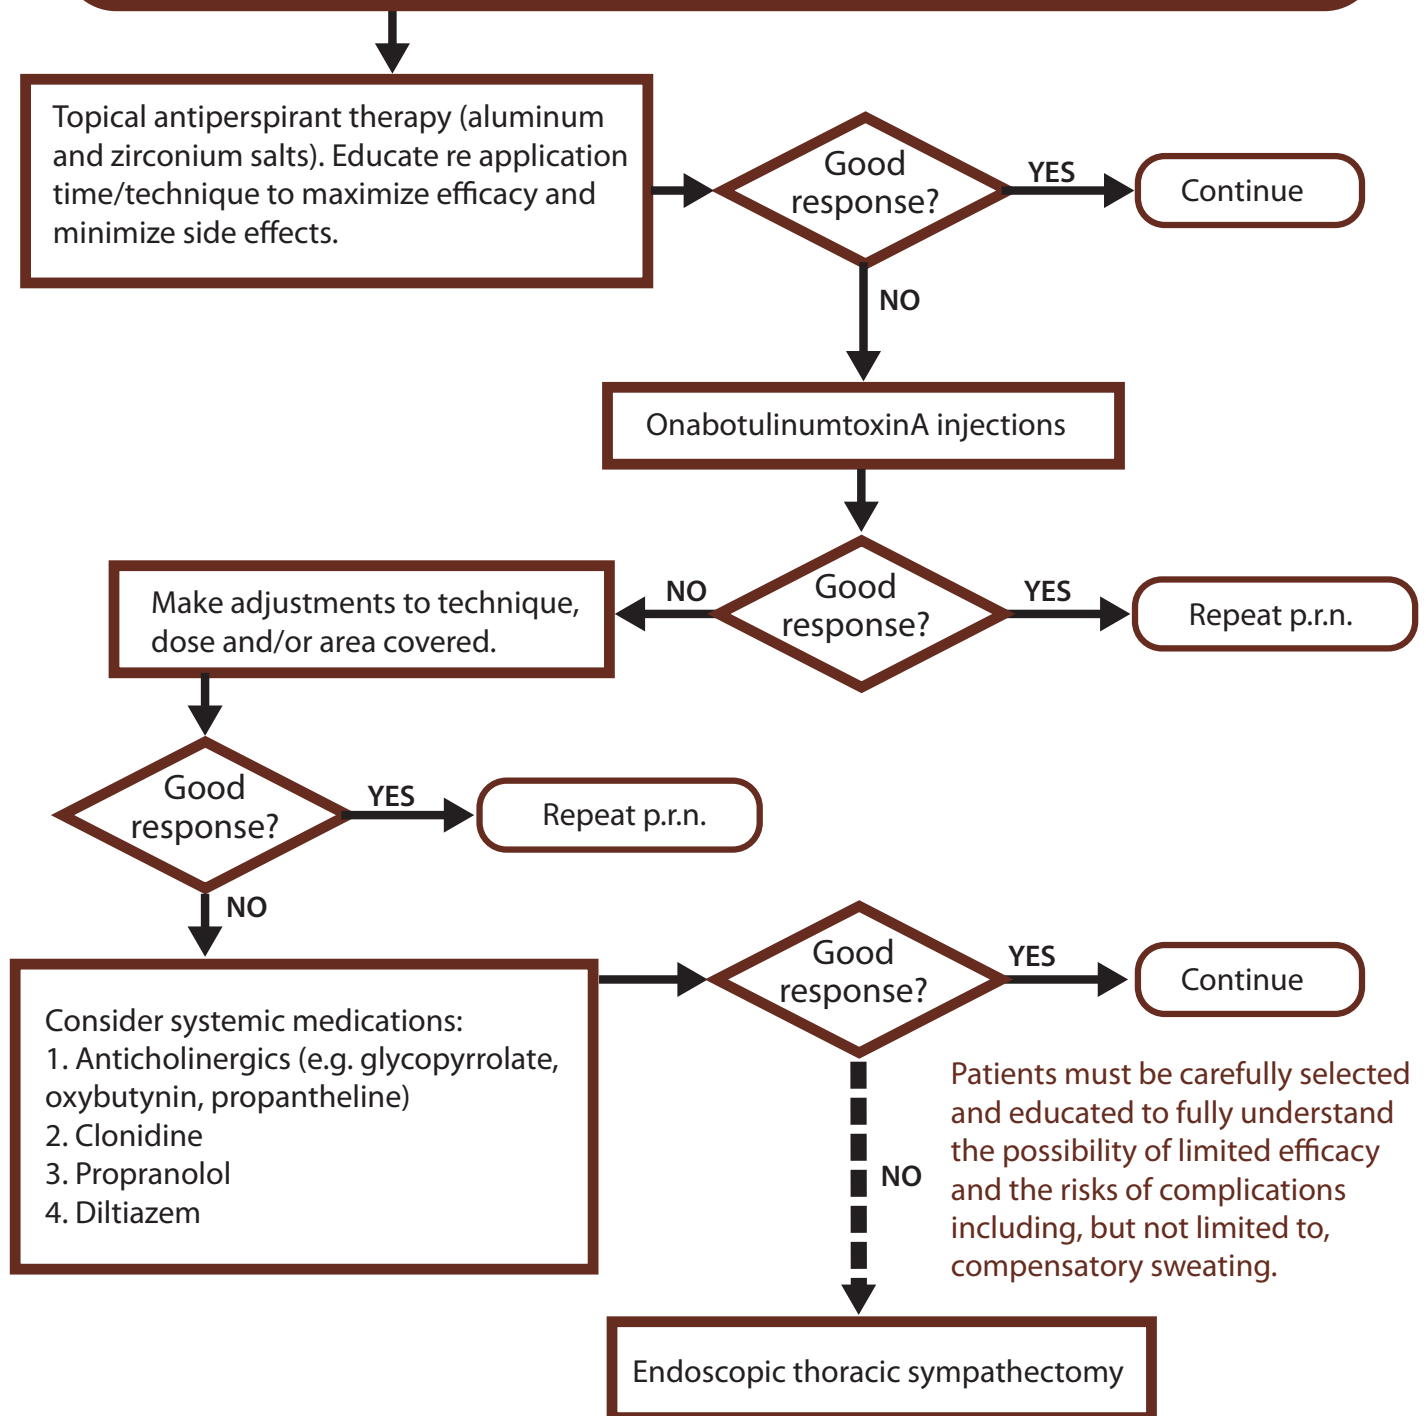 Topical antiperspirant therapy (aluminum
and zirconium salts). Educate re application
time/technique to maximize efficacy and
minimize side effects.
Good
response?
YES
Continue
NO
OnabotulinumtoxinA injections
Good
response?
YES
Repeat p.r.n.
NO
Make adjustments to technique,
dose and/or area covered.
Good
response?
YES
Repeat p.r.n.
NO
Consider systemic medications:
1. Anticholinergics (e.g. glycopyrrolate,
oxybutynin, propantheline)
2. Clonidine
3. Propranolol
4. Diltiazem
Good
response?
YES
Continue
NO
Patients must be carefully selected
and educated to fully understand
the possibility of limited efficacy
and the risks of complications
including, but not limited to,
compensatory sweating.
Endoscopic thoracic sympathectomy